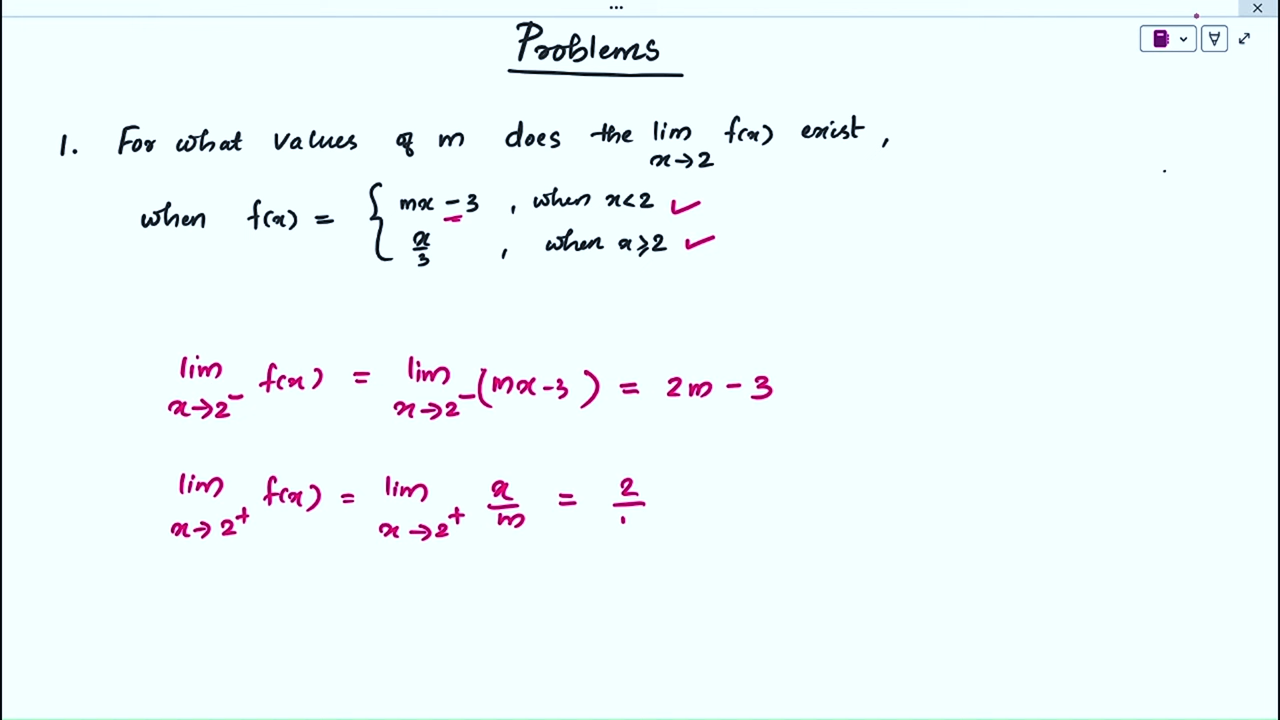 Problems
1. For what values of m does the lim x→2 f(x) exist,
when f(x) = { mx - 3 , when x<2
x/3 , when x≥2
lim x→2⁻ f(x) = lim x→2⁻ (mx-3) = 2m - 3
lim x→2⁺ f(x) = lim x→2⁺ x/m = 2/